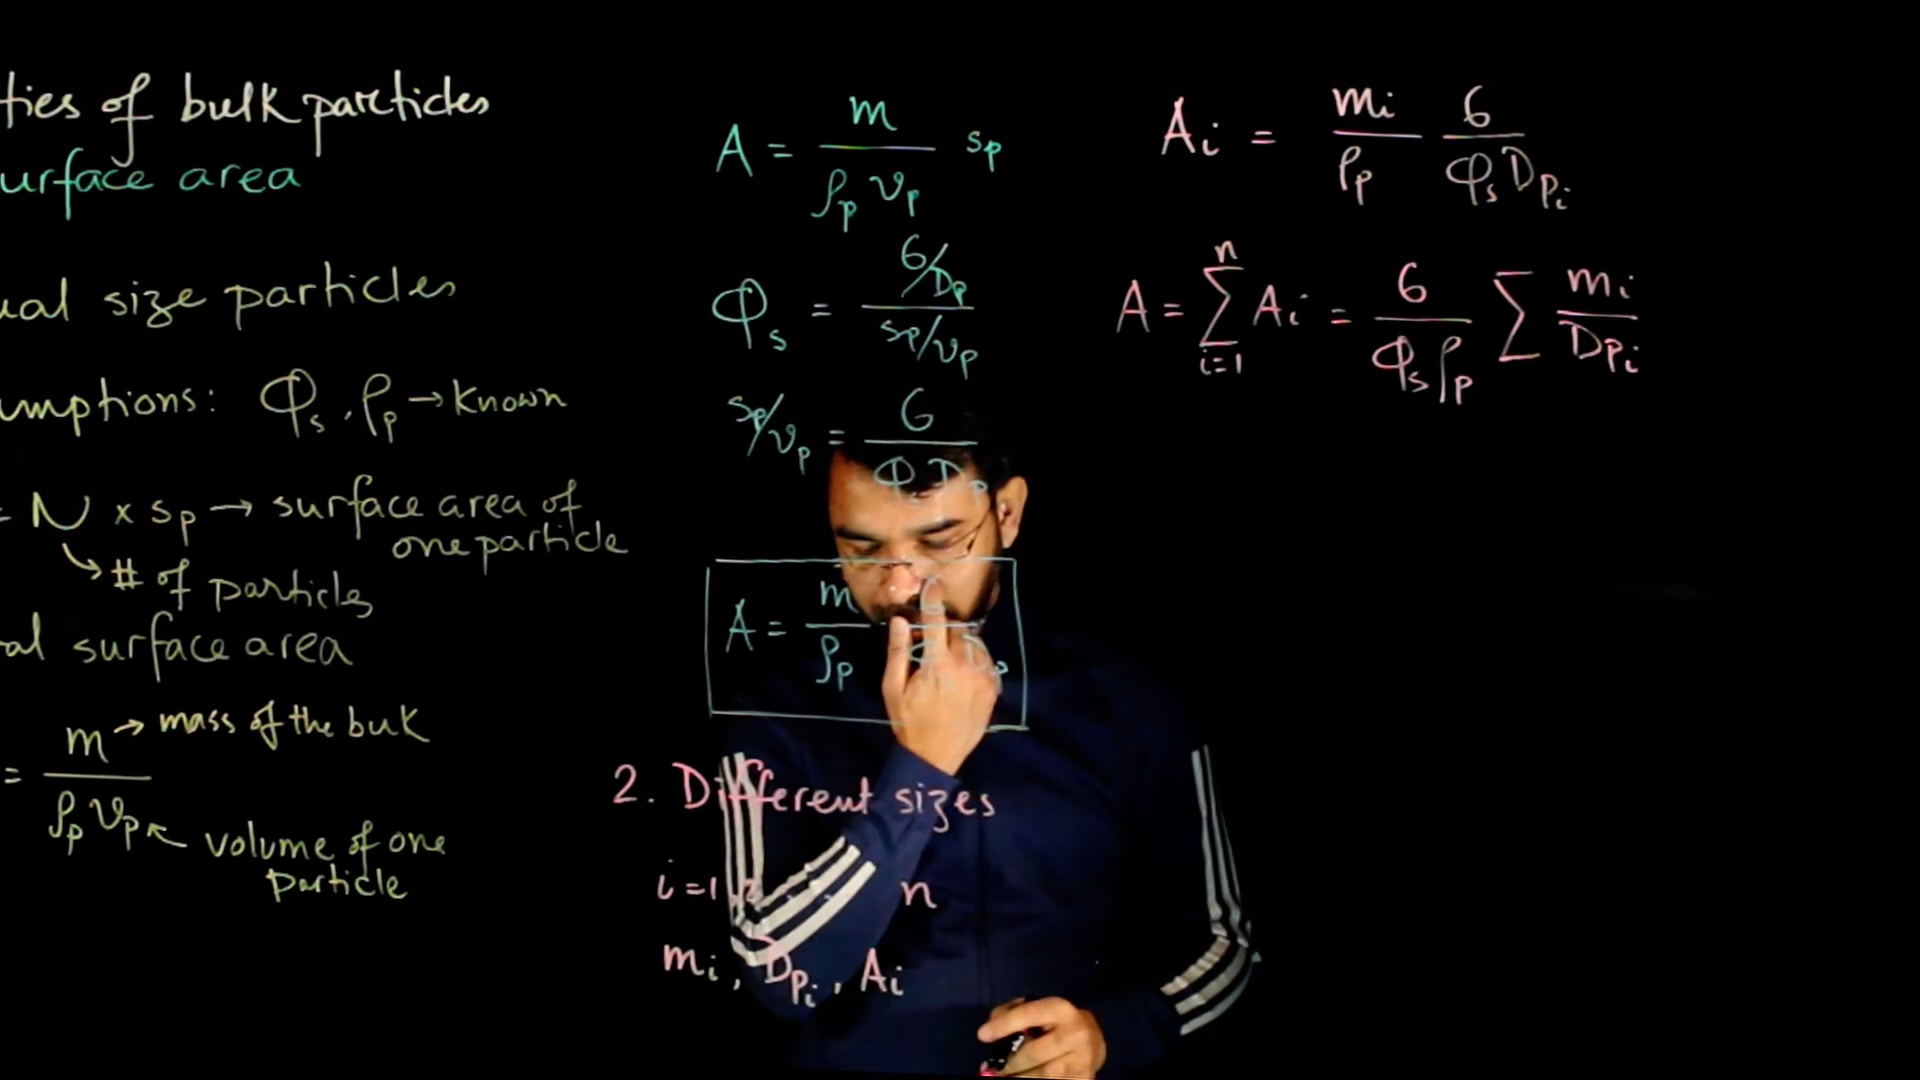 ties of bulk particles
urface area
ual size particles
umptions: Φs, ρp → Known
= N x sp → surface area of
one particle
# of particles
al surface area
= m / ρp vp
m → mass of the buk
volume of one
particle
A = m / ρp vp sp
Φs = 6/Dp / sp/vp
sp/vp = 6 / Φ Dp
A = m / ρp 6 / Dp
2. Different sizes
i = 1, n
mi, Dpi, Ai
Ai = mi / ρp 6 / φs Dpi
A = Σ i=1 n Ai = 6 / Φs ρp Σ mi / Dpi